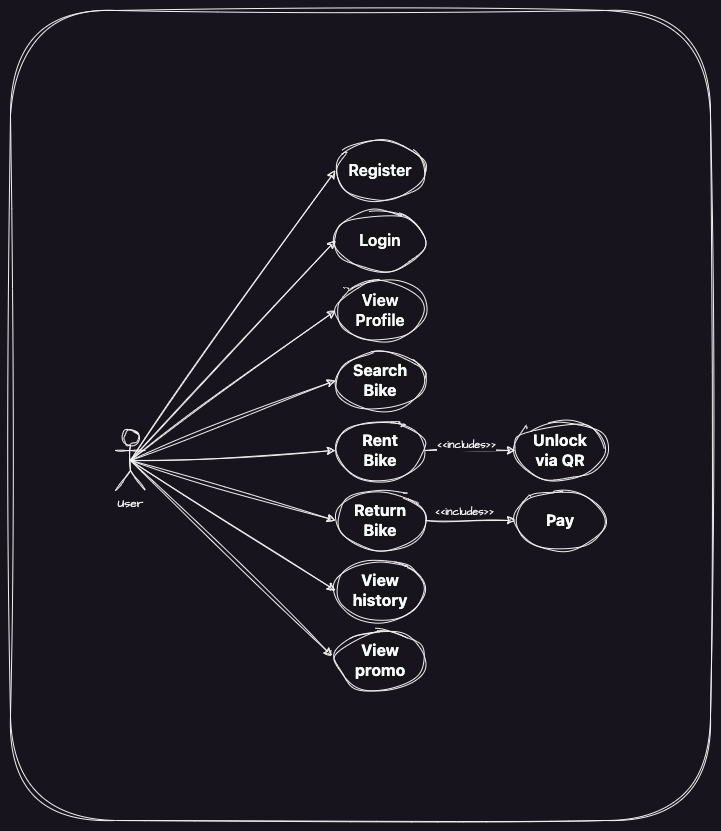 Register
Login
View
Profile
Search
Bike
Rent
Bike
<<includes>>
Unlock
via QR
User
Return
Bike
<<includes>>
Pay
View
history
View
promo